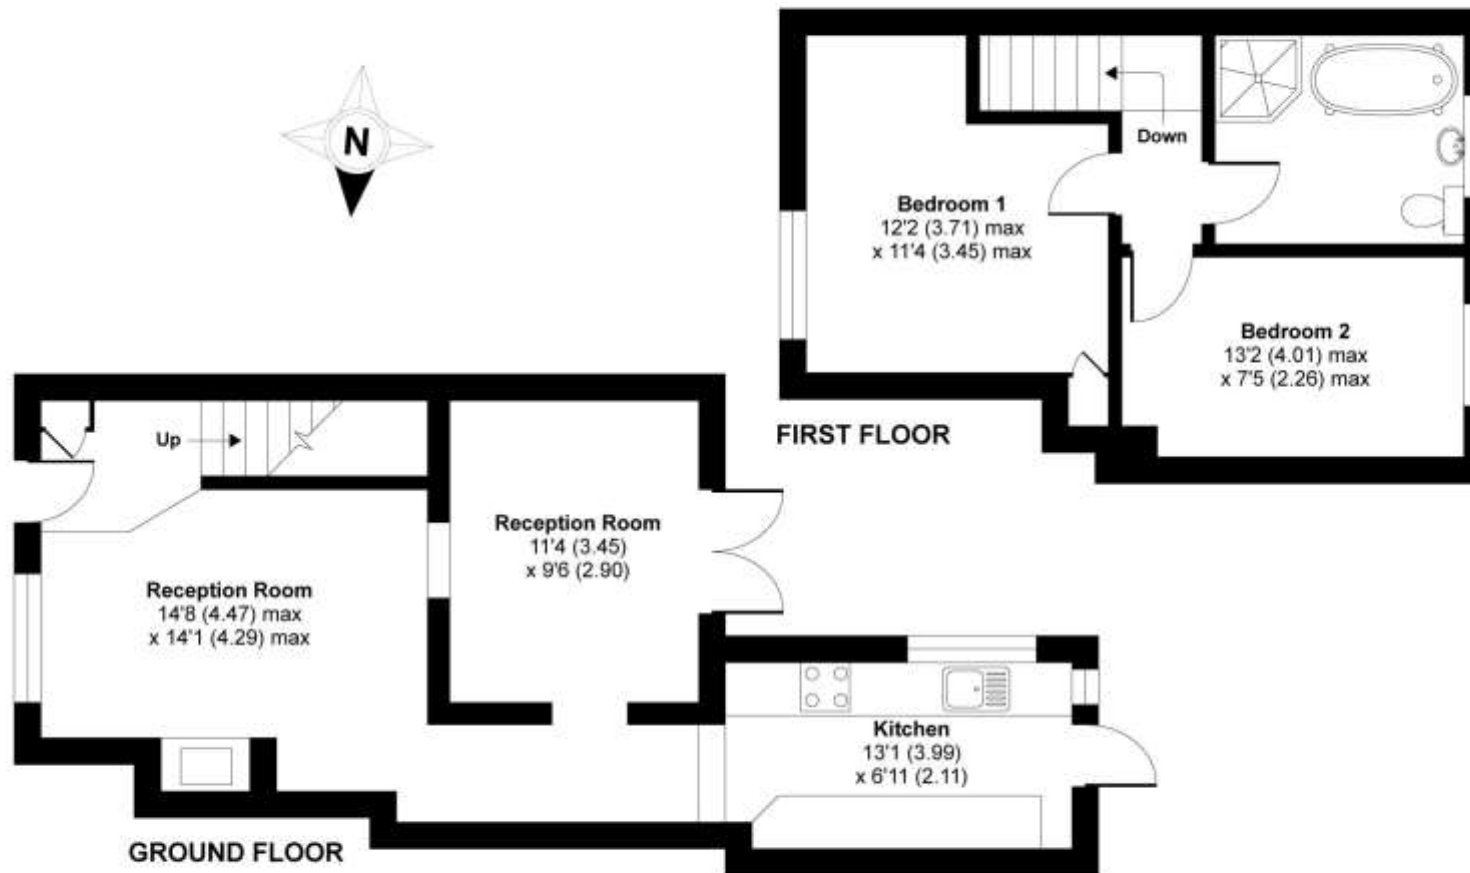 N
Down
Bedroom 1
12'2 (3.71) max
x 11'4 (3.45) max
Bedroom 2
13'2 (4.01) max
x 7'5 (2.26) max
FIRST FLOOR
Up
Reception Room
11'4 (3.45)
x 9'6 (2.90)
Reception Room
14'8 (4.47) max
x 14'1 (4.29) max
Kitchen
13'1 (3.99)
x 6'11 (2.11)
GROUND FLOOR